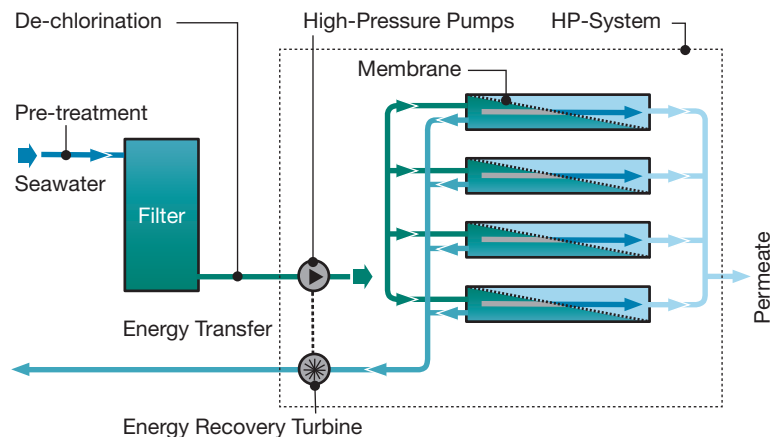 De-chlorination
High-Pressure Pumps
HP-System
Membrane
Pre-treatment
Seawater
Filter
Energy Transfer
Permeate
Energy Recovery Turbine